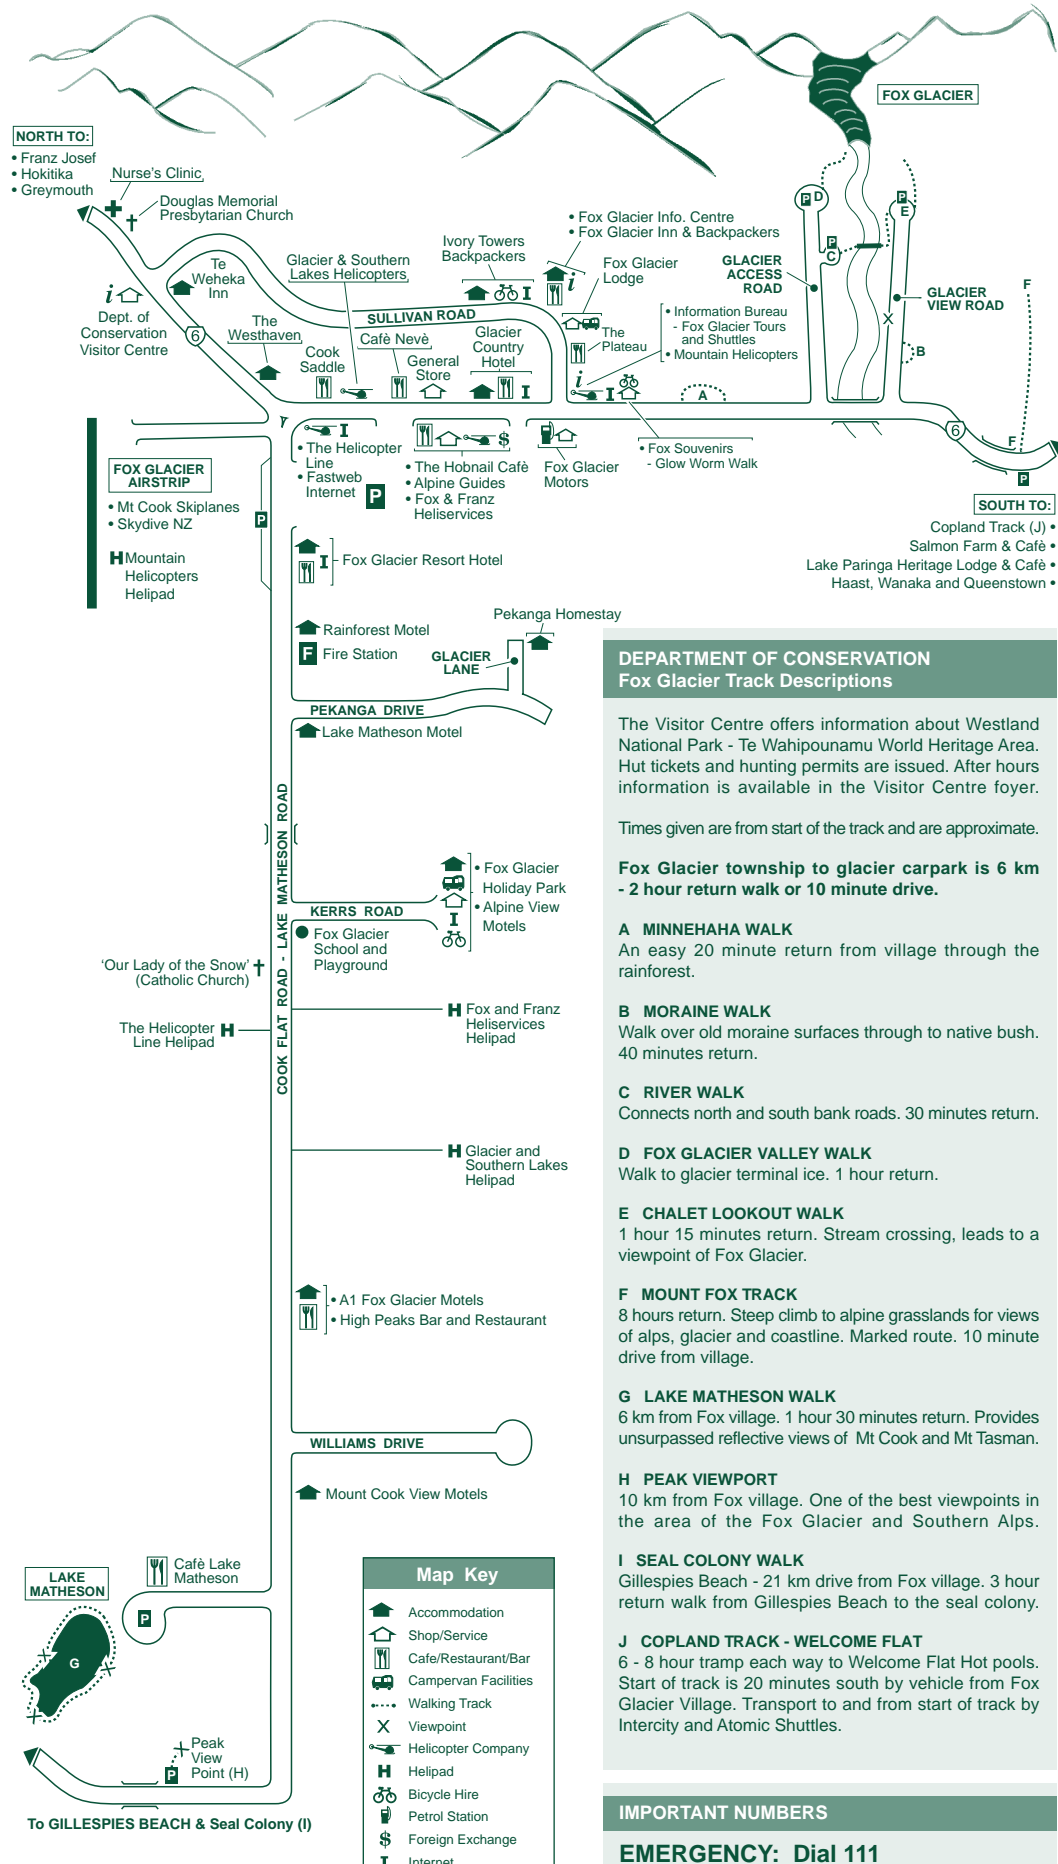 FOX GLACIER
NORTH TO:
• Franz Josef
• Hokitika
• Greymouth
Nurse's Clinic
Douglas Memorial
Presbytarian Church
Te
Weheka
Inn
Dept. of
Conservation
Visitor Centre
6
The
Westhaven
Glacier & Southern
Lakes Helicopters
Cook
Saddle
SULLIVAN ROAD
Cafè Nevè
General
Store
Ivory Towers
Backpackers
Glacier
Country
Hotel
• Fox Glacier Info. Centre
• Fox Glacier Inn & Backpackers
Fox Glacier
Lodge
The
Plateau
• Information Bureau
- Fox Glacier Tours
and Shuttles
• Mountain Helicopters
GLACIER
ACCESS
ROAD
GLACIER
VIEW ROAD
P D
P
C
P
E
X
B
F
A
6
F
P
• Fox Souvenirs
- Glow Worm Walk
• The Helicopter
Line
• Fastweb
Internet
P
• The Hobnail Cafè
• Alpine Guides
• Fox & Franz
Heliservices
Fox Glacier
Motors
FOX GLACIER
AIRSTRIP
• Mt Cook Skiplanes
• Skydive NZ
H Mountain
Helicopters
Helipad
P
SOUTH TO:
Copland Track (J) •
Salmon Farm & Cafè •
Lake Paringa Heritage Lodge & Cafè •
Haast, Wanaka and Queenstown •
Fox Glacier Resort Hotel
Rainforest Motel
F Fire Station
Pekanga Homestay
GLACIER
LANE
PEKANGA DRIVE
Lake Matheson Motel
COOK FLAT ROAD - LAKE MATHESON ROAD
• Fox Glacier
Holiday Park
• Alpine View
Motels
KERRS ROAD
Fox Glacier
School and
Playground
'Our Lady of the Snow'
(Catholic Church)
The Helicopter H
Line Helipad
H Fox and Franz
Heliservices
Helipad
H Glacier and
Southern Lakes
Helipad
• A1 Fox Glacier Motels
• High Peaks Bar and Restaurant
WILLIAMS DRIVE
Mount Cook View Motels
Cafè Lake
Matheson
LAKE
MATHESON
P
G
Peak
View
Point (H)
P
To GILLESPIES BEACH & Seal Colony (I)
Map Key
Accommodation
Shop/Service
Cafe/Restaurant/Bar
Campervan Facilities
Walking Track
X Viewpoint
Helicopter Company
H Helipad
Bicycle Hire
Petrol Station
$ Foreign Exchange
I Internet
DEPARTMENT OF CONSERVATION
Fox Glacier Track Descriptions
The Visitor Centre offers information about Westland
National Park - Te Wahipounamu World Heritage Area.
Hut tickets and hunting permits are issued. After hours
information is available in the Visitor Centre foyer.
Times given are from start of the track and are approximate.
Fox Glacier township to glacier carpark is 6 km
- 2 hour return walk or 10 minute drive.
A MINNEHAHA WALK
An easy 20 minute return from village through the
rainforest.
B MORAINE WALK
Walk over old moraine surfaces through to native bush.
40 minutes return.
C RIVER WALK
Connects north and south bank roads. 30 minutes return.
D FOX GLACIER VALLEY WALK
Walk to glacier terminal ice. 1 hour return.
E CHALET LOOKOUT WALK
1 hour 15 minutes return. Stream crossing, leads to a
viewpoint of Fox Glacier.
F MOUNT FOX TRACK
8 hours return. Steep climb to alpine grasslands for views
of alps, glacier and coastline. Marked route. 10 minute
drive from village.
G LAKE MATHESON WALK
6 km from Fox village. 1 hour 30 minutes return. Provides
unsurpassed reflective views of Mt Cook and Mt Tasman.
H PEAK VIEWPORT
10 km from Fox village. One of the best viewpoints in
the area of the Fox Glacier and Southern Alps.
I SEAL COLONY WALK
Gillespies Beach - 21 km drive from Fox village. 3 hour
return walk from Gillespies Beach to the seal colony.
J COPLAND TRACK - WELCOME FLAT
6 - 8 hour tramp each way to Welcome Flat Hot pools.
Start of track is 20 minutes south by vehicle from Fox
Glacier Village. Transport to and from start of track by
Intercity and Atomic Shuttles.
IMPORTANT NUMBERS
EMERGENCY: Dial 111